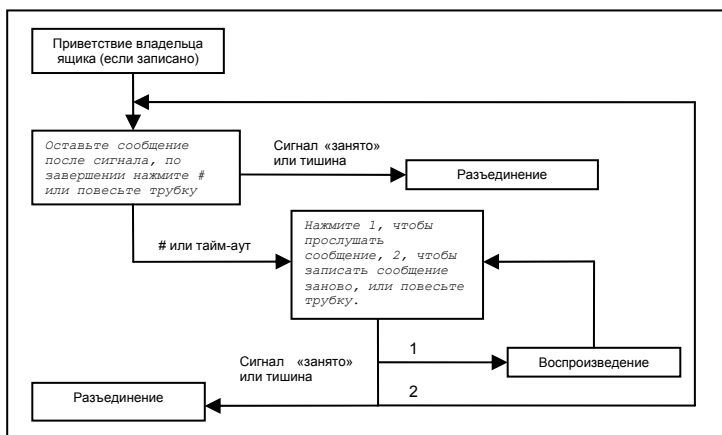 Приветствие владельца
ящика (если записано)
Оставьте сообщение
после сигнала, по
завершении нажмите #
или повесьте трубку
Сигнал «занято»
или тишина
Разъединение
# или тайм-аут
Нажмите 1, чтобы
прослушать
сообщение, 2, чтобы
записать сообщение
заново, или повесьте
трубку.
1
Воспроизведение
Сигнал «занято»
или тишина
2
Разъединение